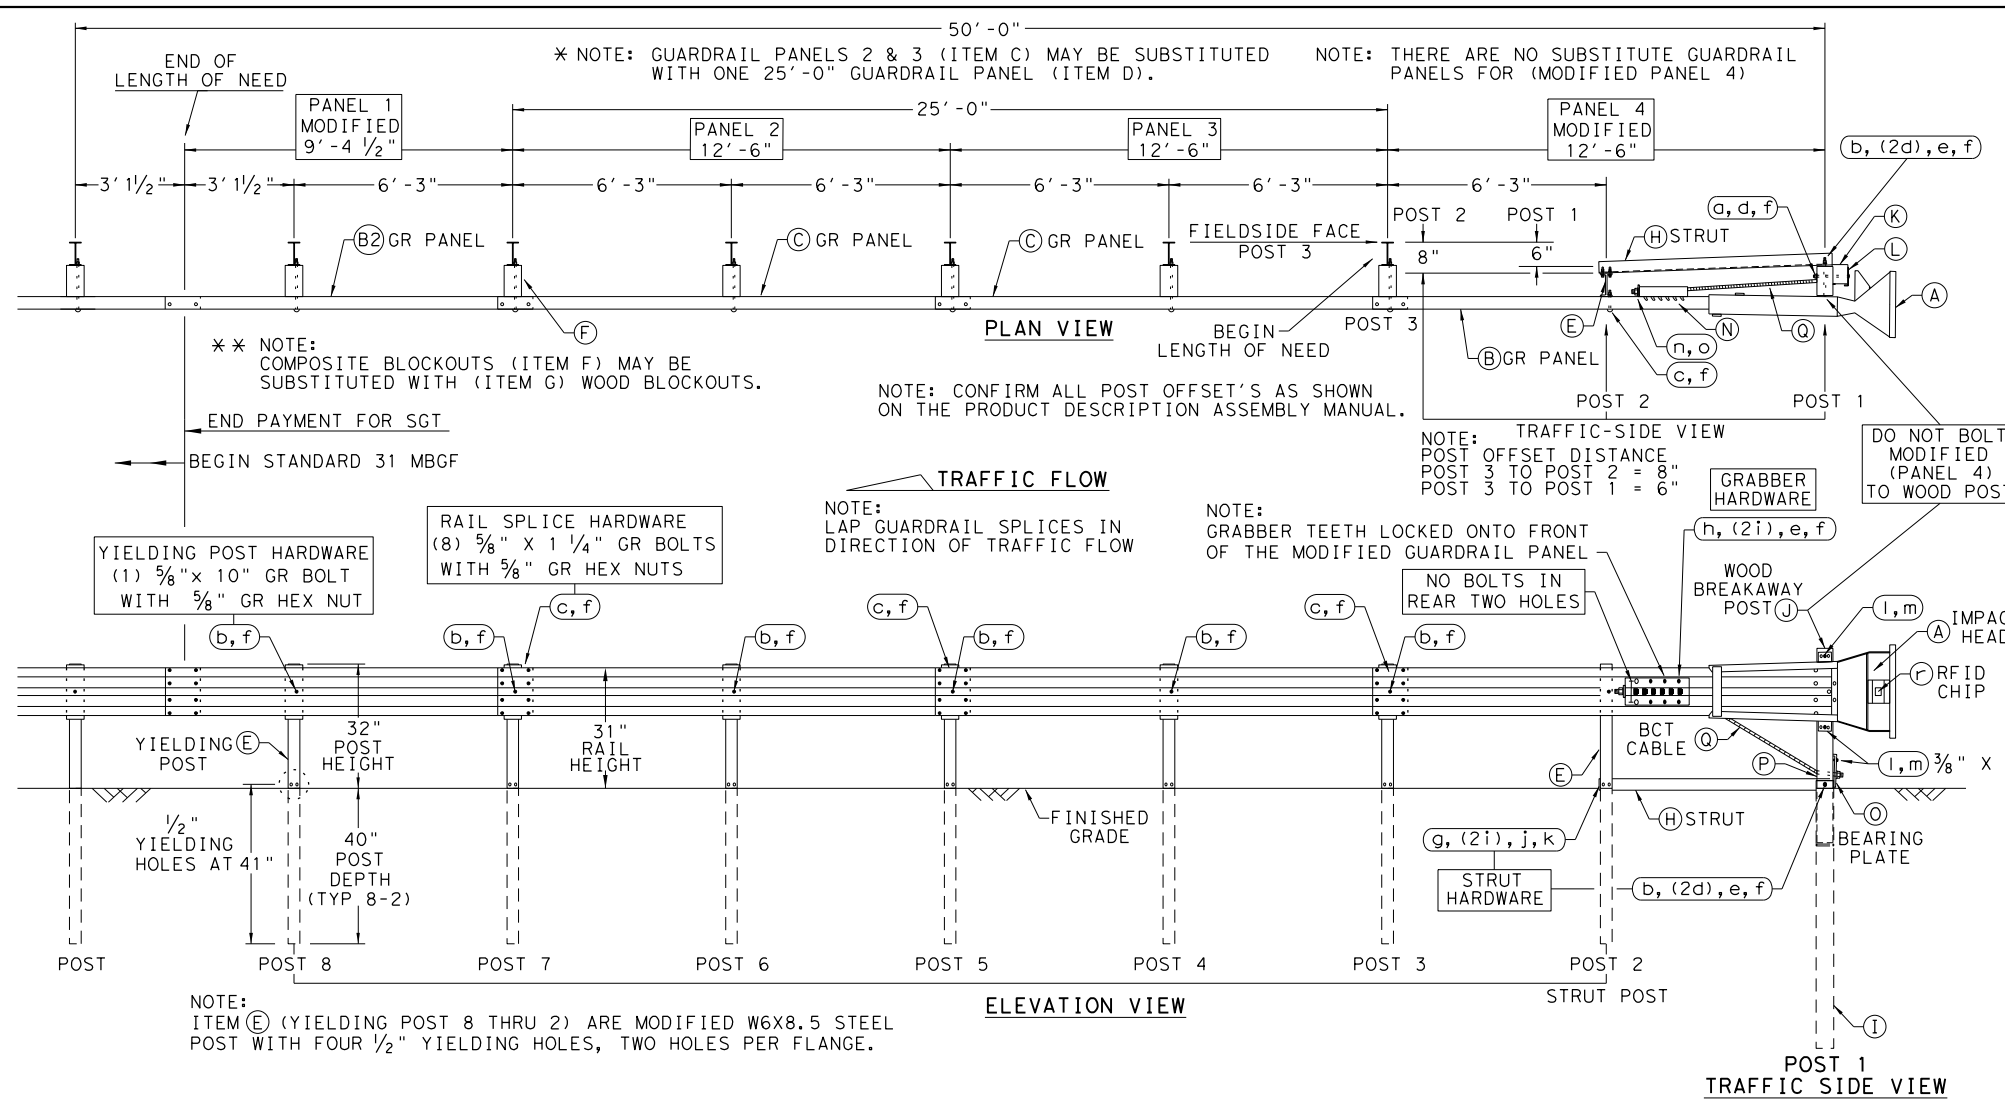 50'-0"
* NOTE: GUARDRAIL PANELS 2 & 3 (ITEM C) MAY BE SUBSTITUTED
WITH ONE 25'-0" GUARDRAIL PANEL (ITEM D).
NOTE: THERE ARE NO SUBSTITUTE GUARDRAIL
PANELS FOR (MODIFIED PANEL 4)
END OF
LENGTH OF NEED
PANEL 1
MODIFIED
9'-4 1/2"
25'-0"
PANEL 2
12'-6"
PANEL 3
12'-6"
PANEL 4
MODIFIED
12'-6"
b, (2d), e, f
3' 1 1/2"
3' 1 1/2"
6'-3"
6'-3"
6'-3"
6'-3"
6'-3"
6'-3"
B2 GR PANEL
C GR PANEL
C GR PANEL
FIELDSIDE FACE
POST 3
POST 2
8"
POST 1
6"
H STRUT
a, d, f
K
L
A
F
PLAN VIEW
BEGIN
LENGTH OF NEED
POST 3
B GR PANEL
E
N
Q
n, o
c, f
POST 2
POST 1
TRAFFIC-SIDE VIEW
** NOTE:
COMPOSITE BLOCKOUTS (ITEM F) MAY BE
SUBSTITUTED WITH (ITEM G) WOOD BLOCKOUTS.
NOTE: CONFIRM ALL POST OFFSET'S AS SHOWN
ON THE PRODUCT DESCRIPTION ASSEMBLY MANUAL.
END PAYMENT FOR SGT
BEGIN STANDARD 31 MBGF
NOTE:
POST OFFSET DISTANCE
POST 3 TO POST 2 = 8"
POST 3 TO POST 1 = 6"
DO NOT BOLT
MODIFIED
(PANEL 4)
TO WOOD POST
TRAFFIC FLOW
NOTE:
LAP GUARDRAIL SPLICES IN
DIRECTION OF TRAFFIC FLOW
NOTE:
GRABBER TEETH LOCKED ONTO FRONT
OF THE MODIFIED GUARDRAIL PANEL
GRABBER
HARDWARE
h, (2i), e, f
YIELDING POST HARDWARE
(1) 5/8"x 10" GR BOLT
WITH 5/8" GR HEX NUT
RAIL SPLICE HARDWARE
(8) 5/8" X 1 1/4" GR BOLTS
WITH 5/8" GR HEX NUTS
NO BOLTS IN
REAR TWO HOLES
WOOD
BREAKAWAY
POST J
l, m
A IMPAC
HEAD
r RFID
CHIP
b, f
c, f
b, f
b, f
c, f
b, f
b, f
c, f
b, f
YIELDING E
POST
32"
POST
HEIGHT
31"
RAIL
HEIGHT
BCT
CABLE Q
E
P
l, m 3/8" X
1/2"
YIELDING
HOLES AT 41"
40"
POST
DEPTH
(TYP 8-2)
FINISHED
GRADE
H STRUT
O
BEARING
PLATE
g, (2i), j, k
STRUT
HARDWARE
b, (2d), e, f
POST
POST 8
POST 7
POST 6
POST 5
POST 4
POST 3
POST 2
STRUT POST
ELEVATION VIEW
NOTE:
ITEM E (YIELDING POST 8 THRU 2) ARE MODIFIED W6X8.5 STEEL
POST WITH FOUR 1/2" YIELDING HOLES, TWO HOLES PER FLANGE.
I
POST 1
TRAFFIC SIDE VIEW